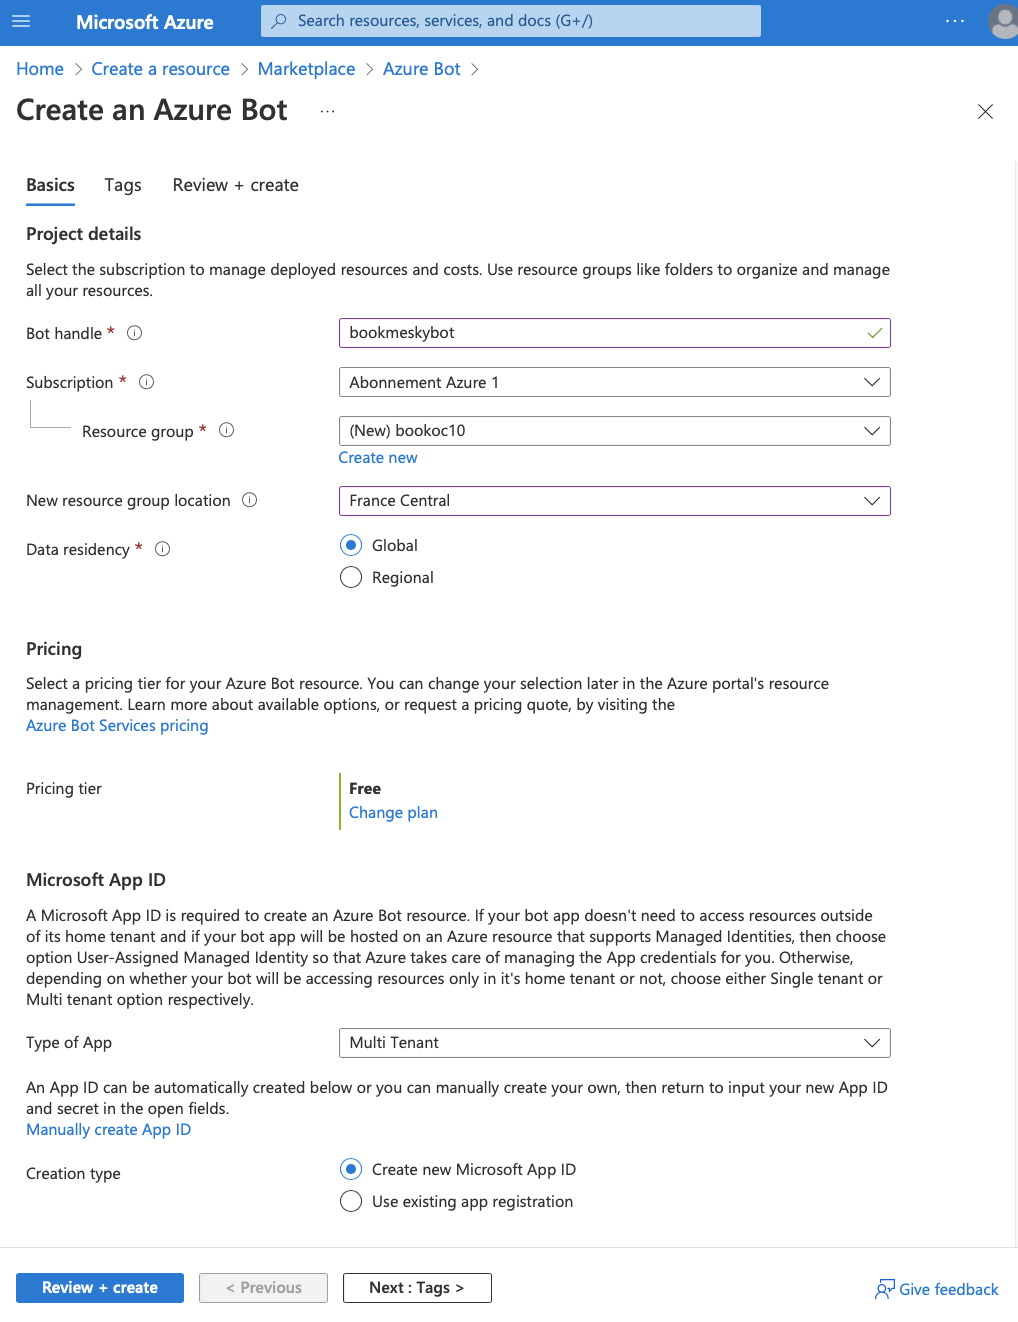 Microsoft Azure
Search resources, services, and docs (G+/)
...
Home > Create a resource > Marketplace > Azure Bot >
Create an Azure Bot ...
Basics Tags Review + create
Project details
Select the subscription to manage deployed resources and costs. Use resource groups like folders to organize and manage
all your resources.
Bot handle * bookmeskybot
Subscription * Abonnement Azure 1
Resource group * (New) bookoc10
Create new
New resource group location France Central
Data residency * Global
Regional
Pricing
Select a pricing tier for your Azure Bot resource. You can change your selection later in the Azure portal's resource
management. Learn more about available options, or request a pricing quote, by visiting the
Azure Bot Services pricing
Pricing tier Free
Change plan
Microsoft App ID
A Microsoft App ID is required to create an Azure Bot resource. If your bot app doesn't need to access resources outside
of its home tenant and if your bot app will be hosted on an Azure resource that supports Managed Identities, then choose
option User-Assigned Managed Identity so that Azure takes care of managing the App credentials for you. Otherwise,
depending on whether your bot will be accessing resources only in it's home tenant or not, choose either Single tenant or
Multi tenant option respectively.
Type of App Multi Tenant
An App ID can be automatically created below or you can manually create your own, then return to input your new App ID
and secret in the open fields.
Manually create App ID
Creation type Create new Microsoft App ID
Use existing app registration
Review + create < Previous Next : Tags > Give feedback